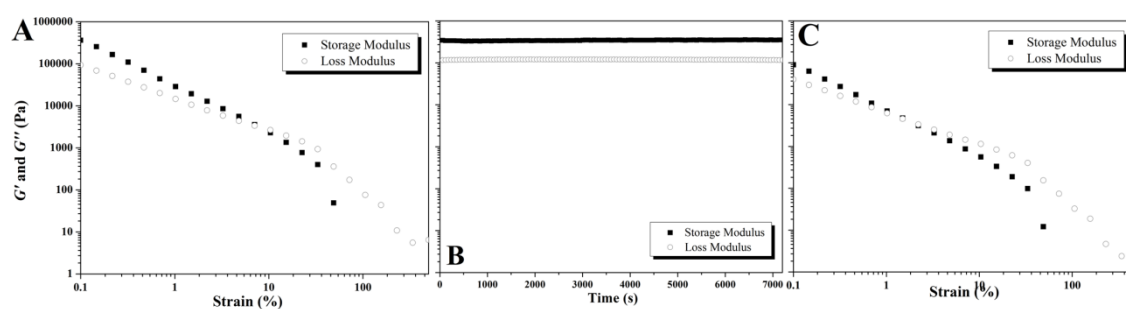 A
1000000
100000
10000
1000
100
10
1
G' and G'' (Pa)
Storage Modulus
Loss Modulus
0.1
1
10
100
Strain (%)
B
Storage Modulus
Loss Modulus
0
1000
2000
3000
4000
5000
6000
7000
Time (s)
C
Storage Modulus
Loss Modulus
0.1
1
10
100
Strain (%)